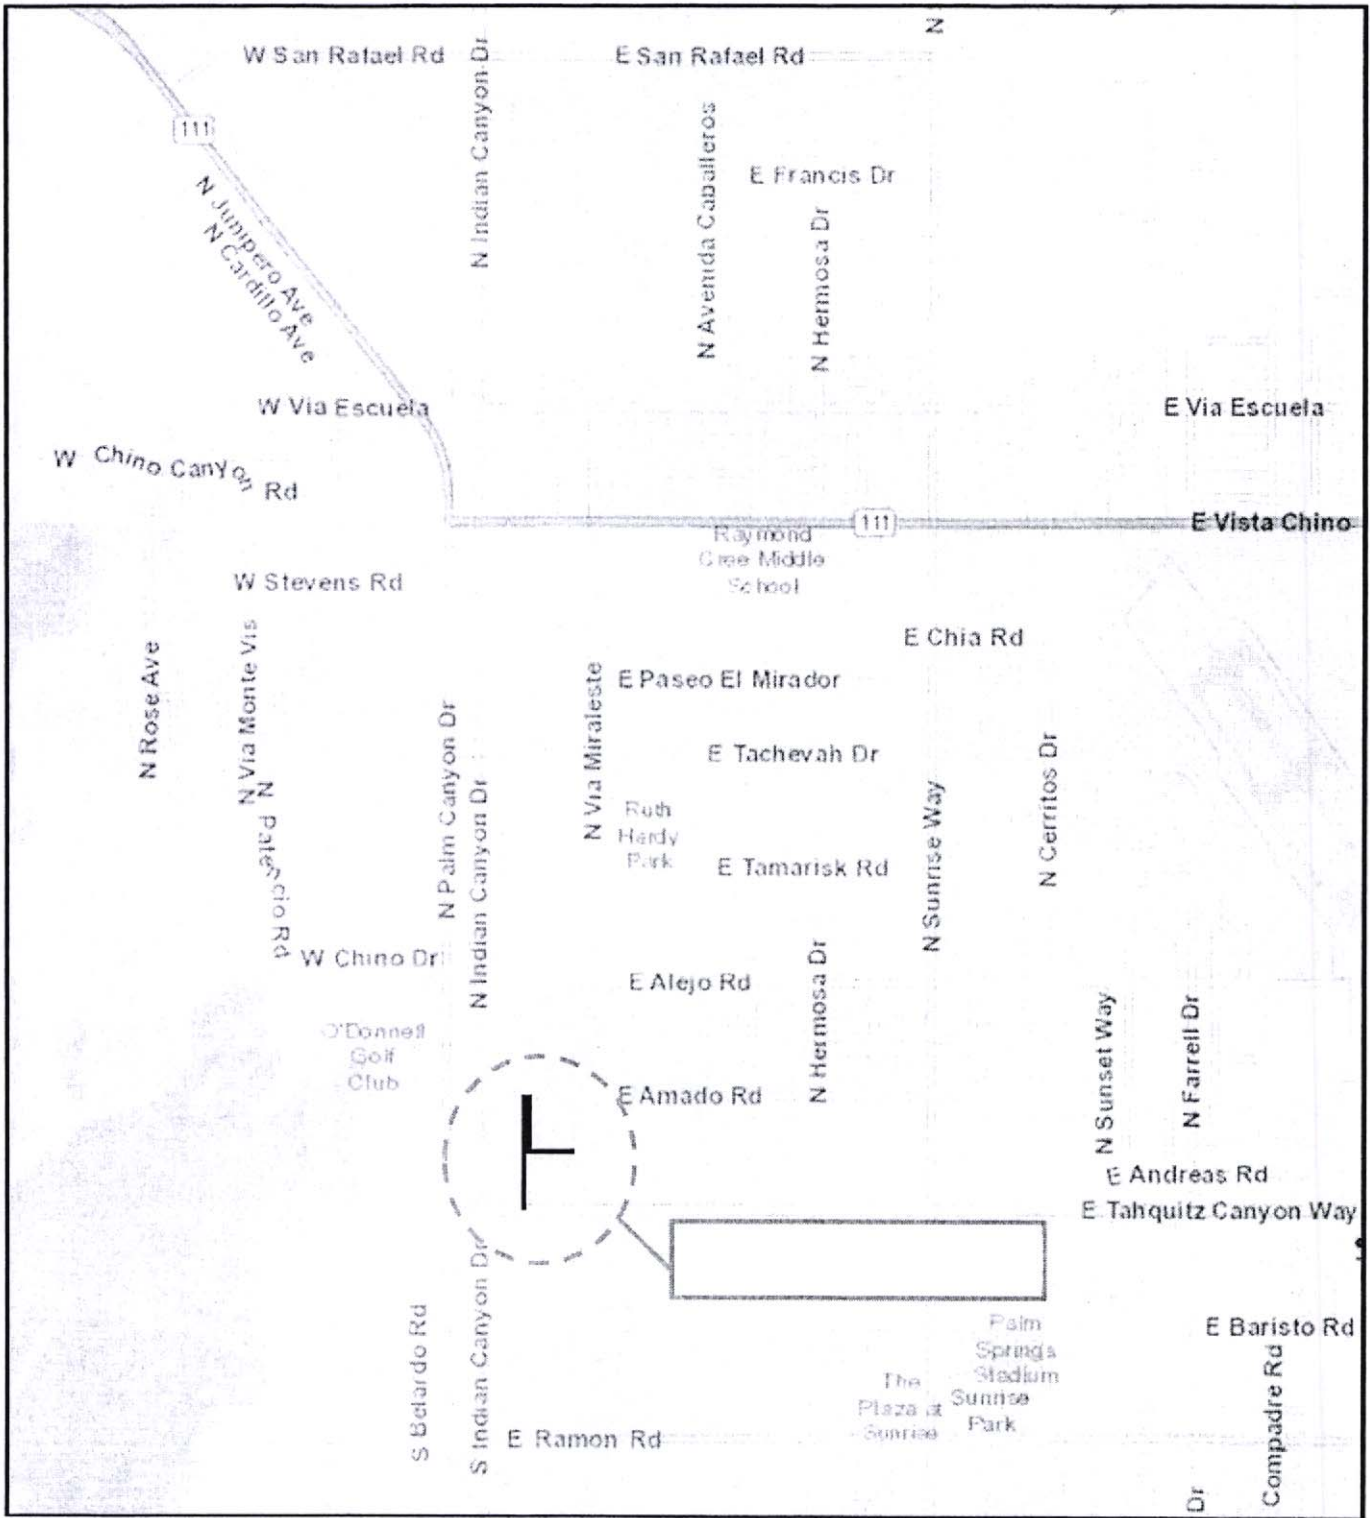 N
W San Rafael Rd
E San Rafael Rd
N Indian Canyon Dr
111
N Avenida Caballeros
E Francis Dr
N Junipero Ave
N Cardillo Ave
N Hermosa Dr
W Via Escuela
E Via Escuela
W Chino Canyon Rd
111
E Vista Chino
Raymond
Cree Middle
School
W Stevens Rd
E Chia Rd
N Rose Ave
N Via Monte Vis
N Via Miraleste
E Paseo El Mirador
N Palm Canyon Dr
N Indian Canyon Dr
E Tachevah Dr
N Cerritos Dr
N Sunrise Way
N Patencio Rd
Ruth
Hardy
Park
E Tamarisk Rd
W Chino Dr
E Alejo Rd
N Hermosa Dr
N Sunset Way
N Farrell Dr
O'Donnell
Golf
Club
E Amado Rd
E Andreas Rd
E Tahquitz Canyon Way
S Belardo Rd
S Indian Canyon Dr
Palm
Springs
Stadium
E Baristo Rd
The
Plaza at
Sunrise
Sunrise
Park
Compadre Rd
E Ramon Rd
Dr